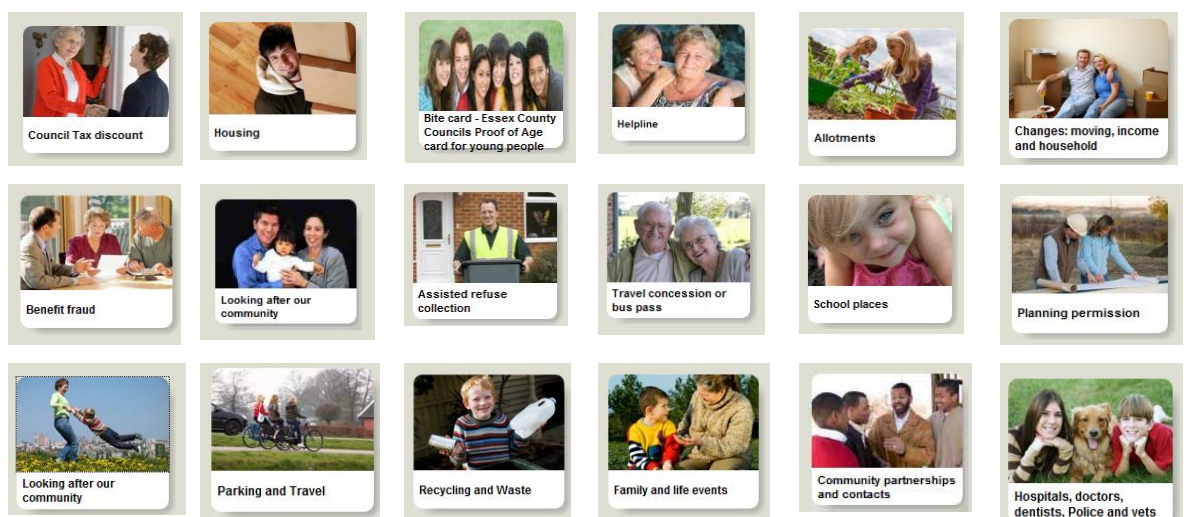 Council Tax discount
Housing
Bite card - Essex County
Councils Proof of Age
card for young people
Helpline
Allotments
Changes: moving, income
and household
Benefit fraud
Looking after our
community
Assisted refuse
collection
Travel concession or
bus pass
School places
Planning permission
Looking after our
community
Parking and Travel
Recycling and Waste
Family and life events
Community partnerships
and contacts
Hospitals, doctors,
dentists, Police and vets